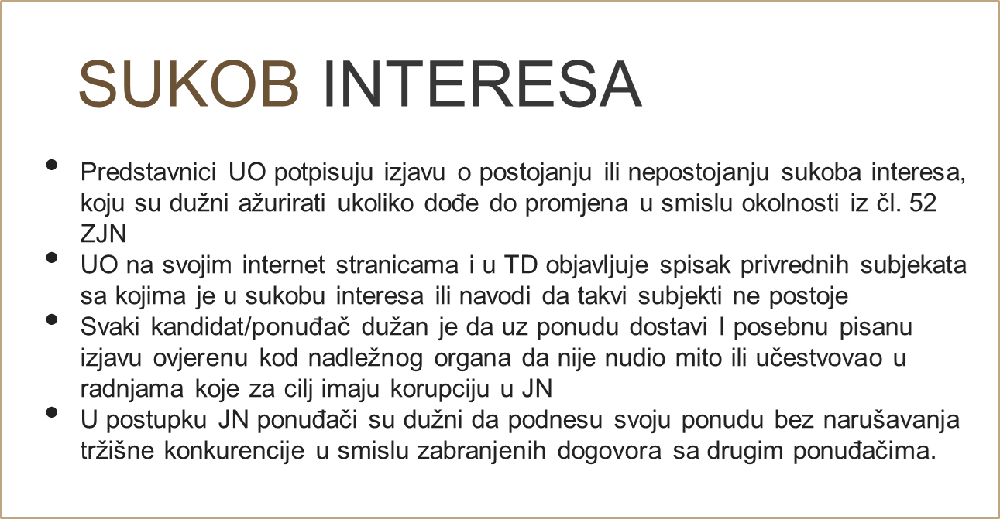 SUKOB INTERESA
• Predstavnici UO potpisuju izjavu o postojanju ili nepostojanju sukoba interesa,
koju su dužni ažurirati ukoliko dođe do promjena u smislu okolnosti iz čl. 52
ZJN
• UO na svojim internet stranicama i u TD objavljuje spisak privrednih subjekata
sa kojima je u sukobu interesa ili navodi da takvi subjekti ne postoje
• Svaki kandidat/ponuđač dužan je da uz ponudu dostavi I posebnu pisanu
izjavu ovjerenu kod nadležnog organa da nije nudio mito ili učestvovao u
radnjama koje za cilj imaju korupciju u JN
• U postupku JN ponuđači su dužni da podnesu svoju ponudu bez narušavanja
tržišne konkurencije u smislu zabranjenih dogovora sa drugim ponuđačima.